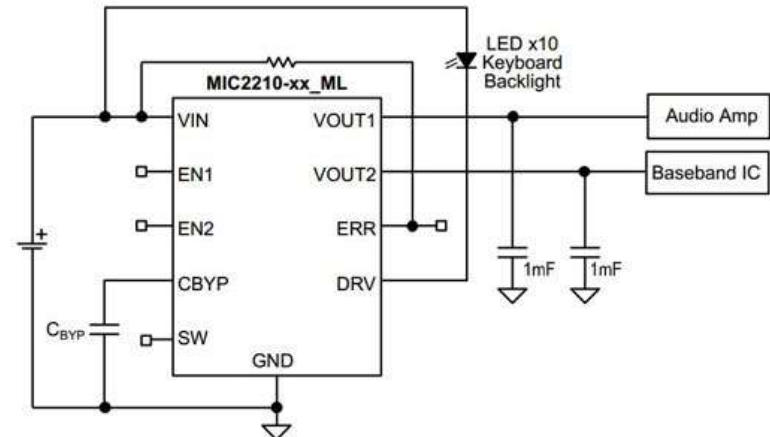 LED x10
Keyboard
Backlight
MIC2210-xx_ML
VIN
VOUT1
Audio Amp
EN1
VOUT2
Baseband IC
EN2
ERR
+
CBYP
DRV
1mF
1mF
CBYP
SW
GND